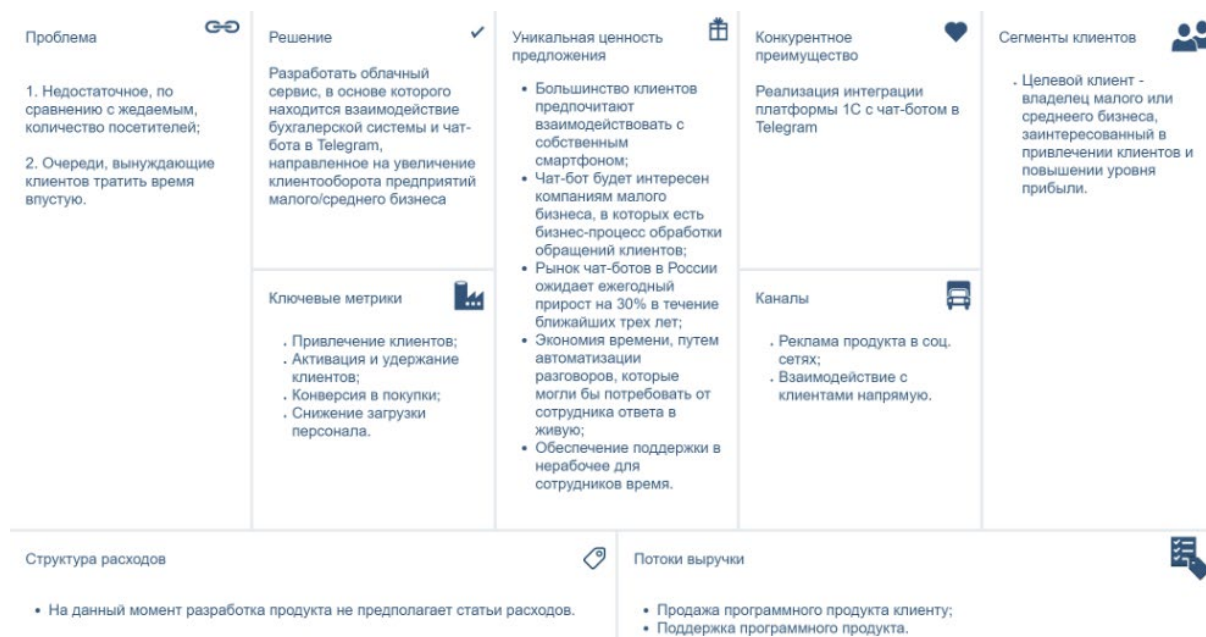 Проблема
1. Недостаточное, по
сравнению с жедаемым,
количество посетителей;
2. Очереди, вынуждающие
клиентов тратить время
впустую.
Решение
Разработать облачный
сервис, в основе которого
находится взаимодействие
бухгалерской системы и чат-
бота в Telegram,
направленное на увеличение
клиентооборота предприятий
малого/среднего бизнеса
Ключевые метрики
Привлечение клиентов;
Активация и удержание
клиентов;
Конверсия в покупки;
Снижение загрузки
персонала.
Уникальная ценность
предложения
• Большинство клиентов
предпочитают
взаимодействовать с
собственным
смартфоном;
• Чат-бот будет интересен
компаниям малого
бизнеса, в которых есть
бизнес-процесс обработки
обращений клиентов;
• Рынок чат-ботов в России
ожидает ежегодный
прирост на 30% в течение
ближайших трех лет;
• Экономия времени, путем
автоматизации
разговоров, которые
могли бы потребовать от
сотрудника ответа в
живую;
• Обеспечение поддержки в
нерабочее для
сотрудников время.
Конкурентное
преимущество
Реализация интеграции
платформы 1С с чат-ботом в
Telegram
Каналы
Реклама продукта в соц.
сетях;
Взаимодействие с
клиентами напрямую.
Сегменты клиентов
Целевой клиент -
владелец малого или
среднеего бизнеса,
заинтересованный в
привлечении клиентов и
повышении уровня
прибыли.
Структура расходов
• На данный момент разработка продукта не предполагает статьи расходов.
Потоки выручки
• Продажа программного продукта клиенту;
• Поддержка программного продукта.